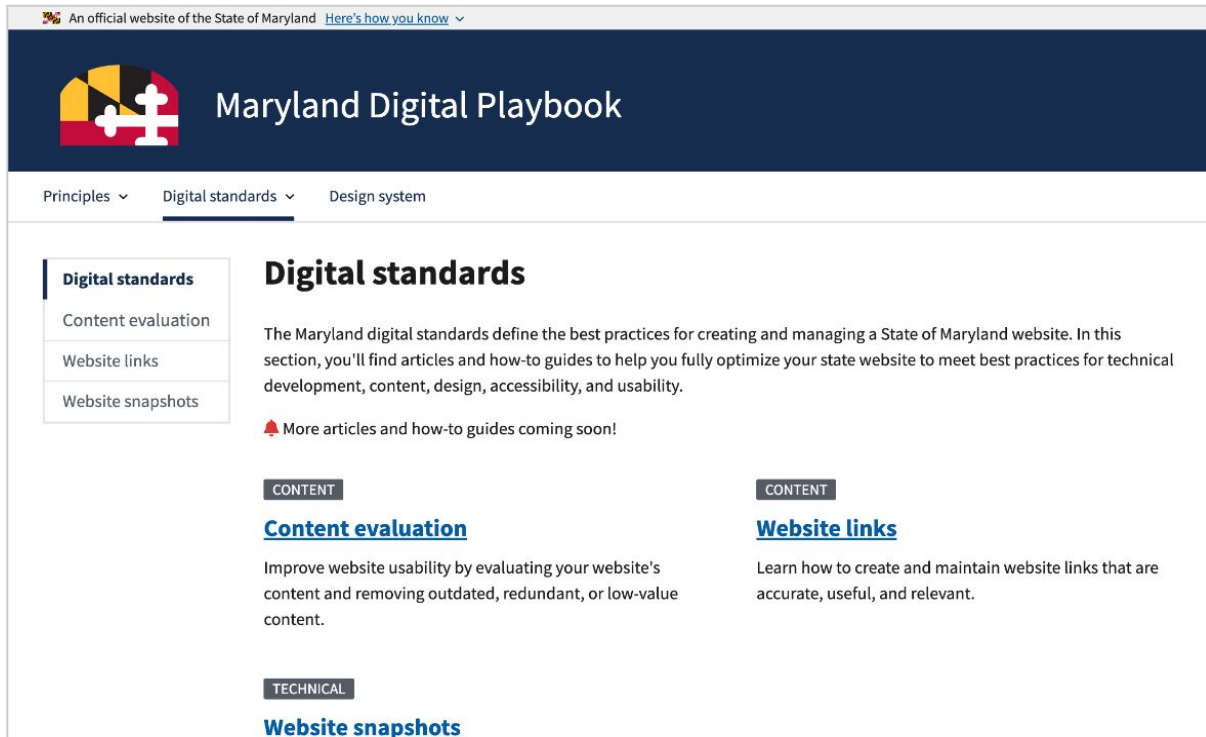 An official website of the State of Maryland Here's how you know
Maryland Digital Playbook
Principles Digital standards Design system
Digital standards
Content evaluation
Website links
Website snapshots
Digital standards
The Maryland digital standards define the best practices for creating and managing a State of Maryland website. In this
section, you'll find articles and how-to guides to help you fully optimize your state website to meet best practices for technical
development, content, design, accessibility, and usability.
More articles and how-to guides coming soon!
CONTENT
Content evaluation
Improve website usability by evaluating your website's
content and removing outdated, redundant, or low-value
content.
CONTENT
Website links
Learn how to create and maintain website links that are
accurate, useful, and relevant.
TECHNICAL
Website snapshots